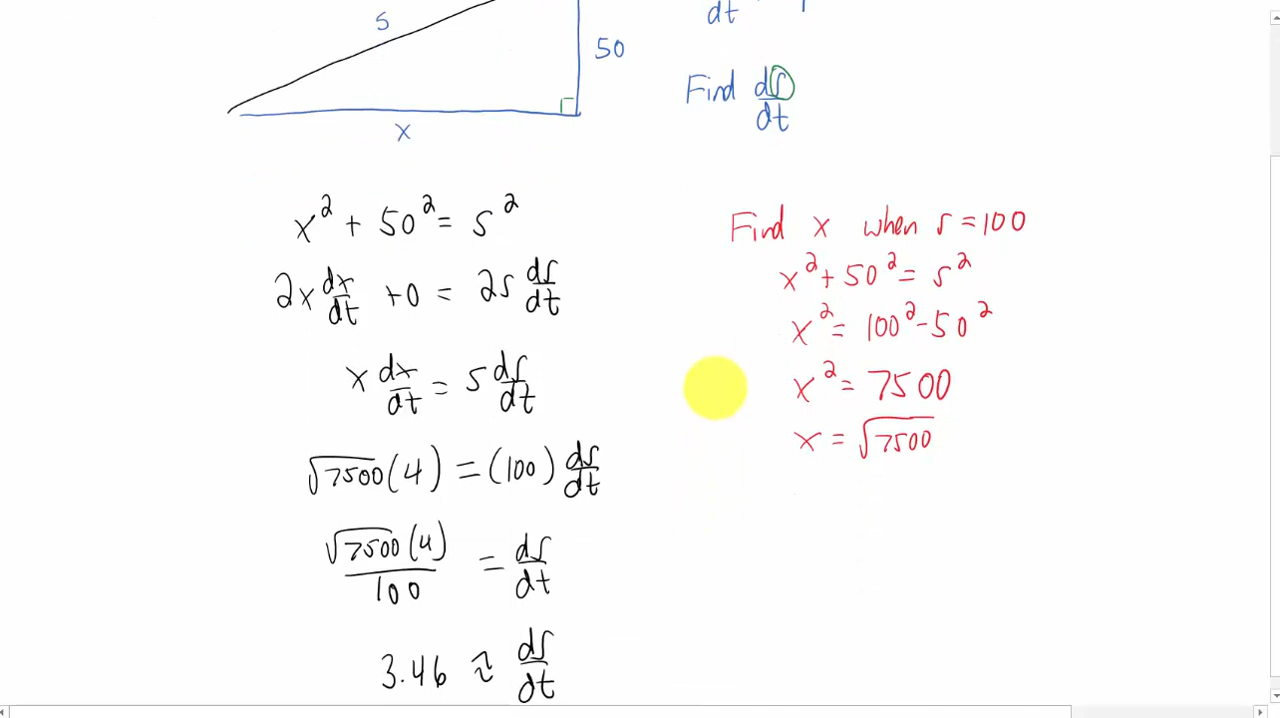 s
50
x
dt
Find ds/dt
x² + 50² = s²
2x dx/dt + 0 = 2s ds/dt
x dx/dt = s ds/dt
√7500 (4) = (100) ds/dt
√7500 (4)/100 = ds/dt
3.46 ≈ ds/dt
Find x when s = 100
x² + 50² = s²
x² = 100² - 50²
x² = 7500
x = √7500